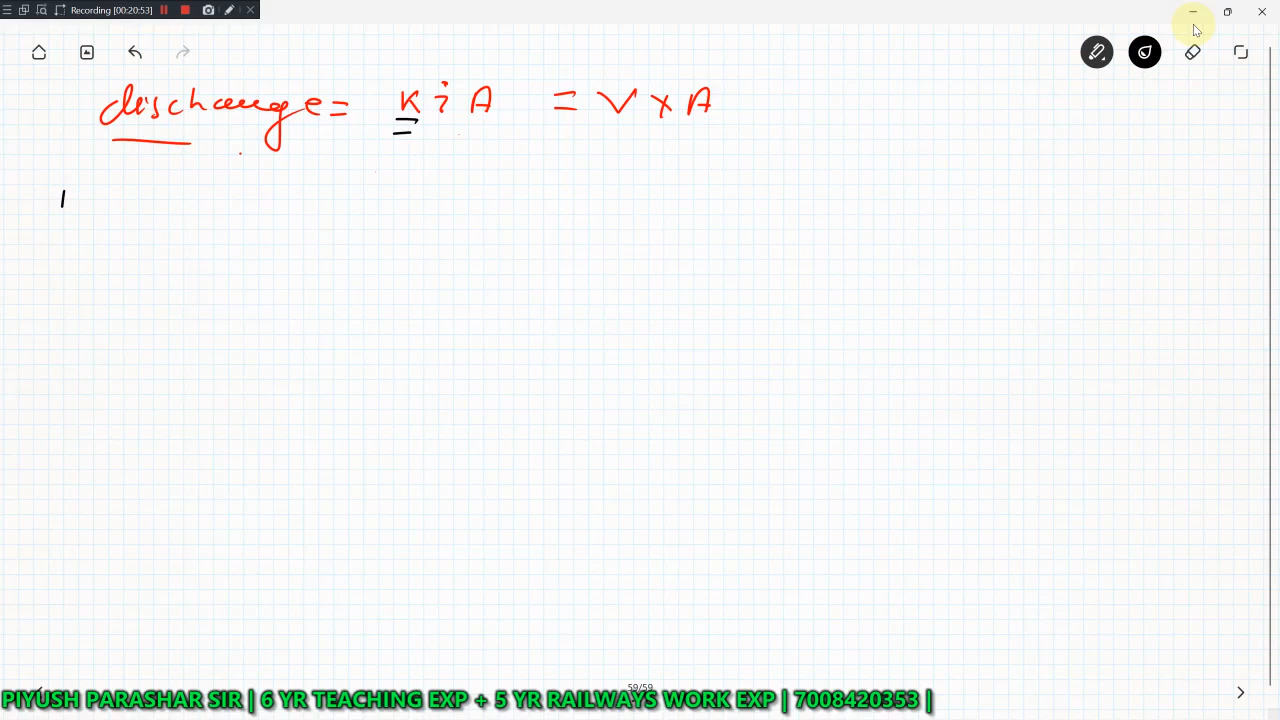 Recording [00:20:53]
discharge = K i A = V x A
59/59
PIYUSH PARASHAR SIR | 6 YR TEACHING EXP + 5 YR RAILWAYS WORK EXP | 7008420353 |